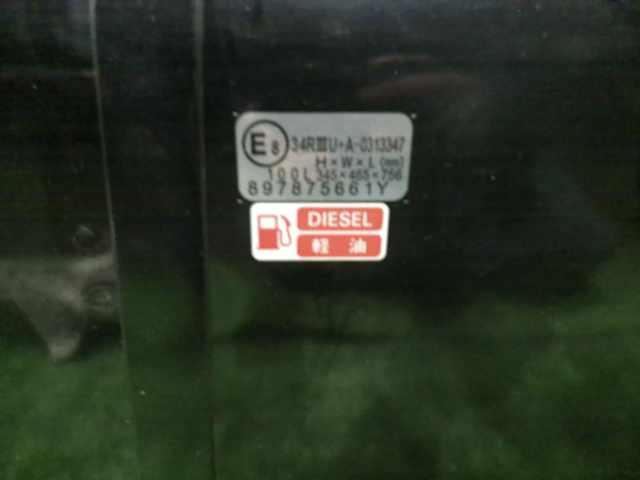 E8 34RⅢU+A-0313347
H×W×L (mm)
100L 345×465×756
897875661Y
DIESEL
軽油